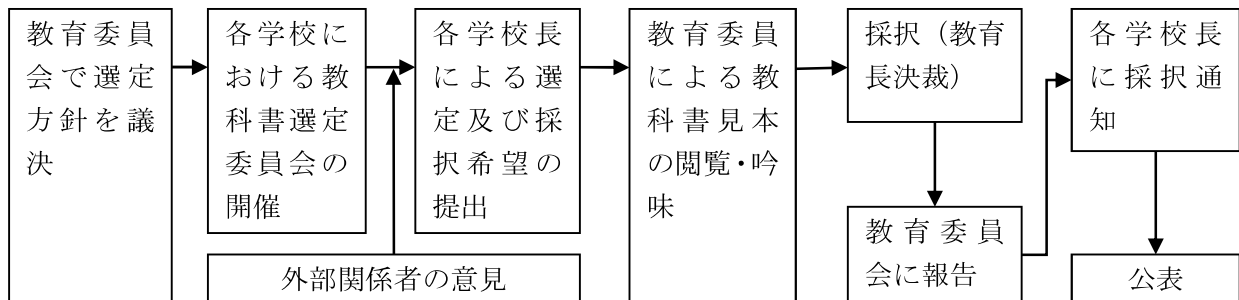 教育委員
会で選定
方針を議
決
各学校に
おける教
科書選定
委員会の
開催
各学校長
による選
定及び採
択希望の
提出
外部関係者の意見
教育委員
による教
科書見本
の閲覧・吟
味
採択（教育
長決裁）
教育委員
会に報告
各学校長
に採択通
知
公表